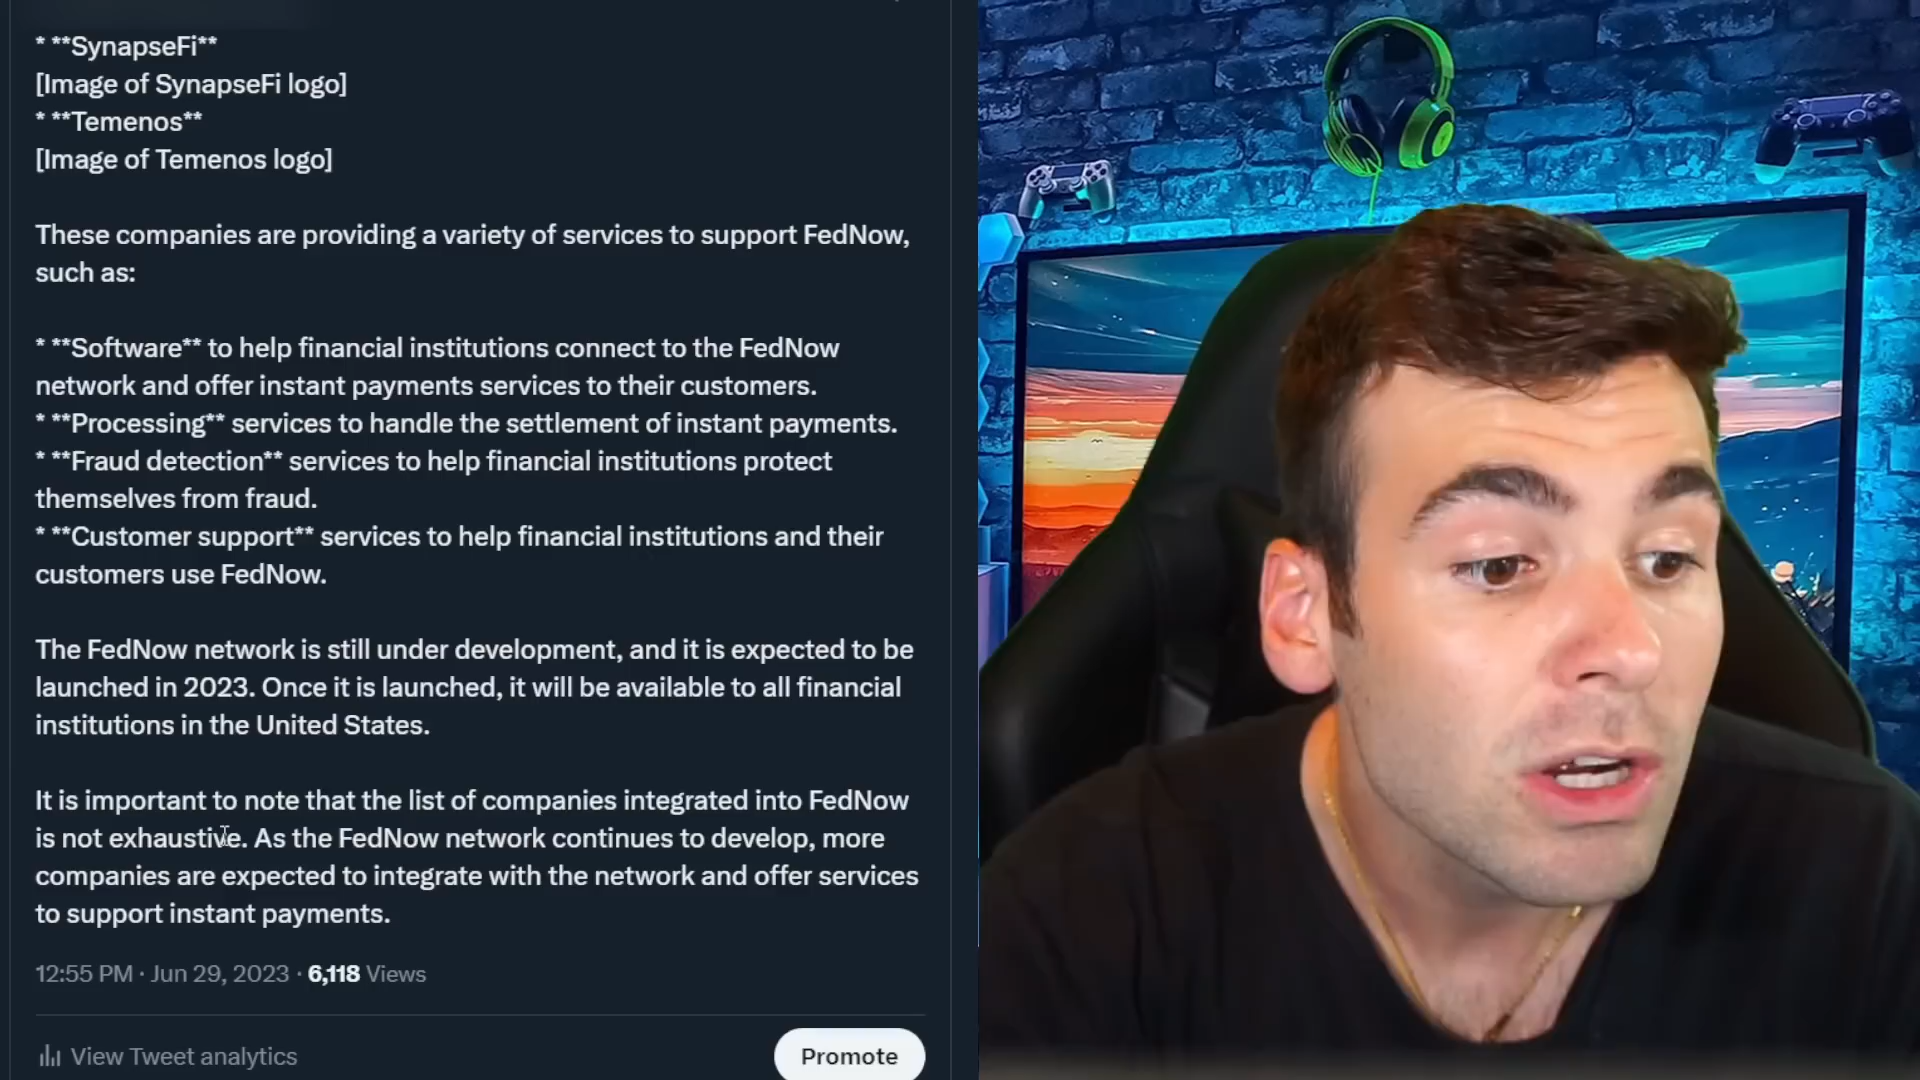 * **SynapseFi**
[Image of SynapseFi logo]
* **Temenos**
[Image of Temenos logo]
These companies are providing a variety of services to support FedNow,
such as:
* **Software** to help financial institutions connect to the FedNow
network and offer instant payments services to their customers.
* **Processing** services to handle the settlement of instant payments.
* **Fraud detection** services to help financial institutions protect
themselves from fraud.
* **Customer support** services to help financial institutions and their
customers use FedNow.
The FedNow network is still under development, and it is expected to be
launched in 2023. Once it is launched, it will be available to all financial
institutions in the United States.
It is important to note that the list of companies integrated into FedNow
is not exhaustive. As the FedNow network continues to develop, more
companies are expected to integrate with the network and offer services
to support instant payments.
12:55 PM · Jun 29, 2023 · 6,118 Views
View Tweet analytics
Promote